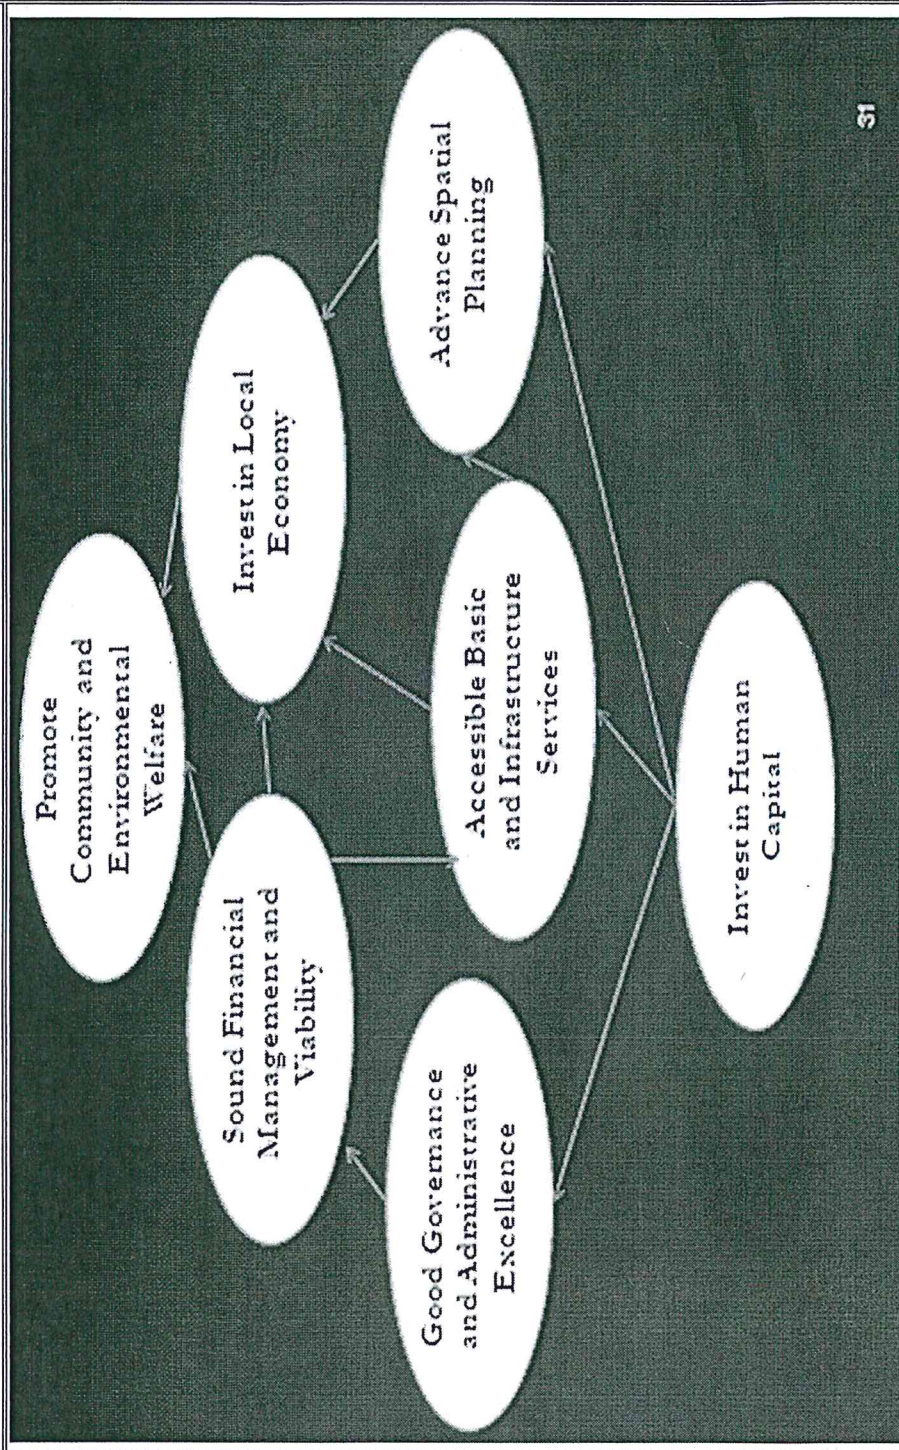 Promote
Community and
Environmental
Welfare
Sound Financial
Management and
Viability
Invest in Local
Economy
Good Governance
and Administrative
Excellence
Accessible Basic
and Infrastructure
Services
Advance Spatial
Planning
Invest in Human
Capital
31